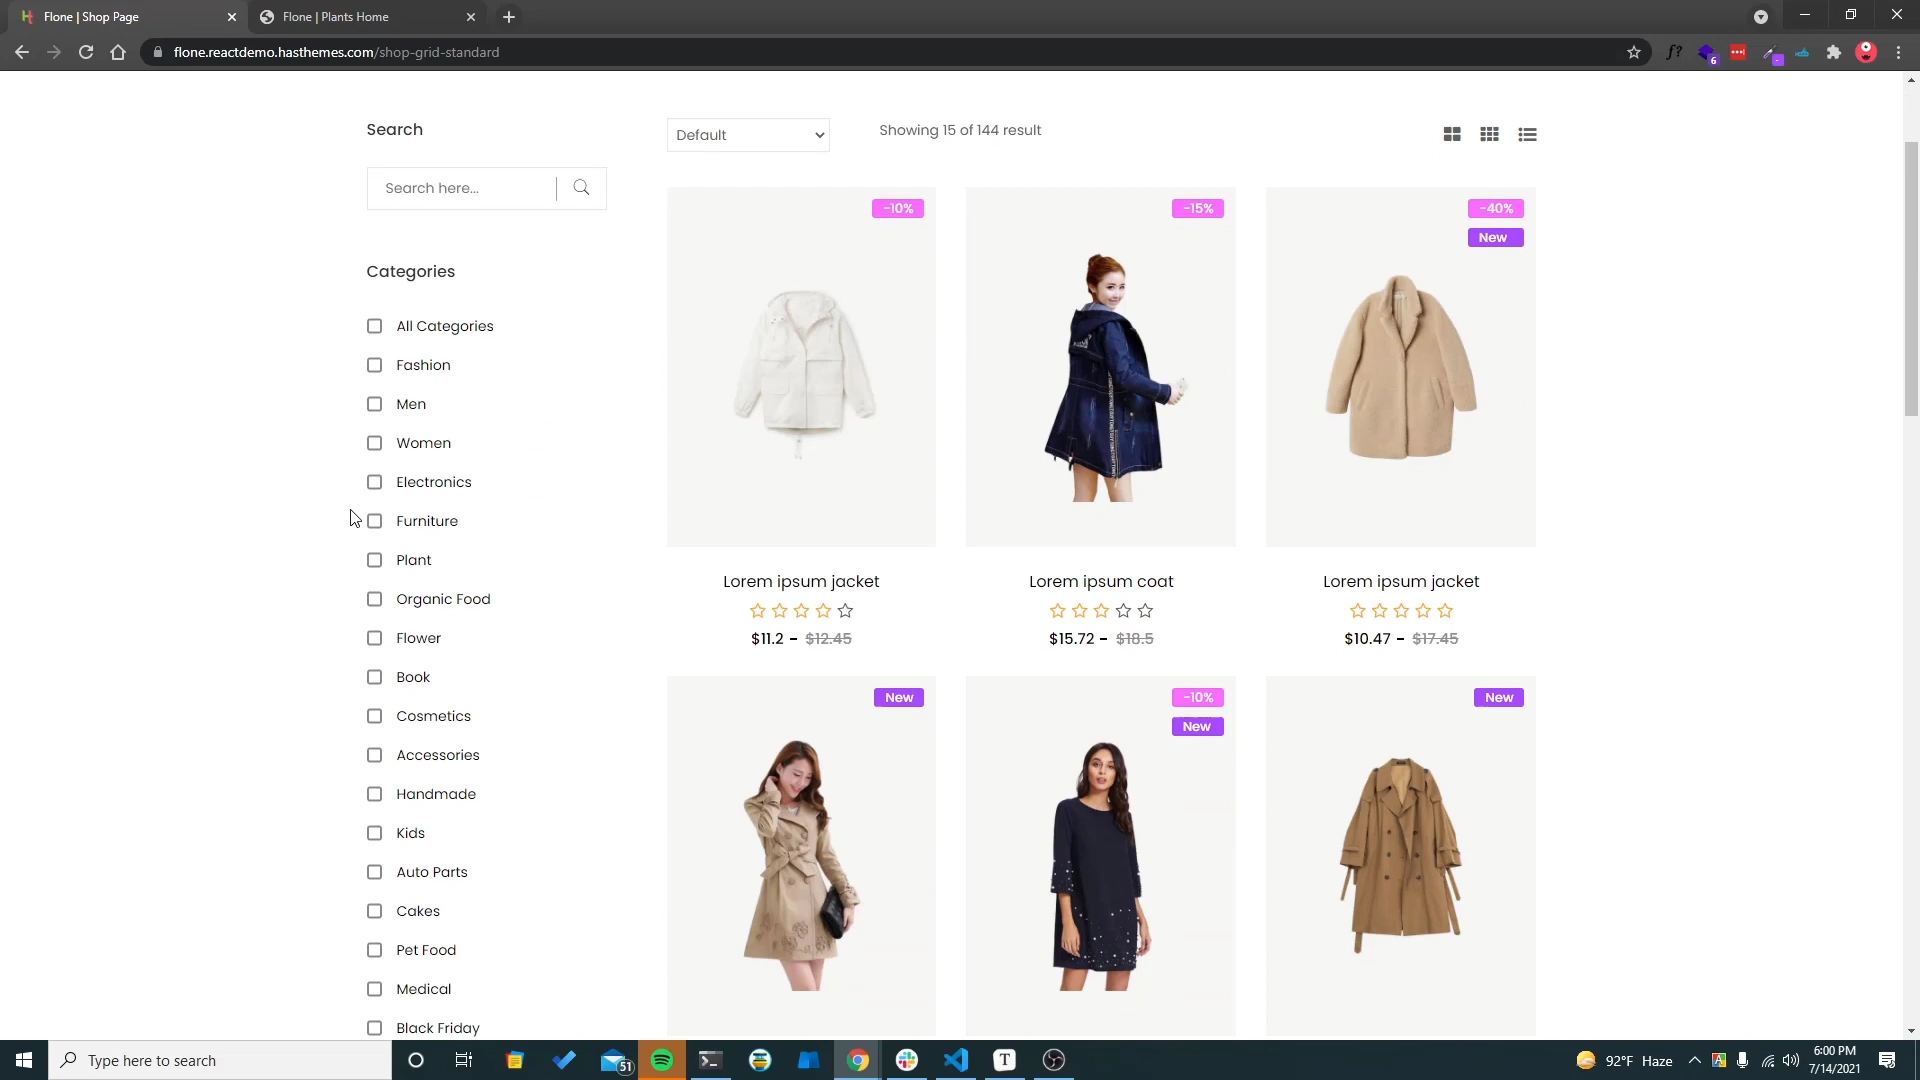 Flone | Shop Page
Flone | Plants Home
flone.reactdemo.hasthemes.com/shop-grid-standard
f?
6
Search
Default
Showing 15 of 144 result
Search here...
Categories
All Categories
Fashion
Men
Women
Electronics
Furniture
Plant
Organic Food
Flower
Book
Cosmetics
Accessories
Handmade
Kids
Auto Parts
Cakes
Pet Food
Medical
Black Friday
-10%
-15%
-40%
New
Lorem ipsum jacket
Lorem ipsum coat
Lorem ipsum jacket
$11.2 - $12.45
$15.72 - $18.5
$10.47 - $17.45
New
-10%
New
New
Type here to search
51
T
92°F Haze
6:00 PM
7/14/2021